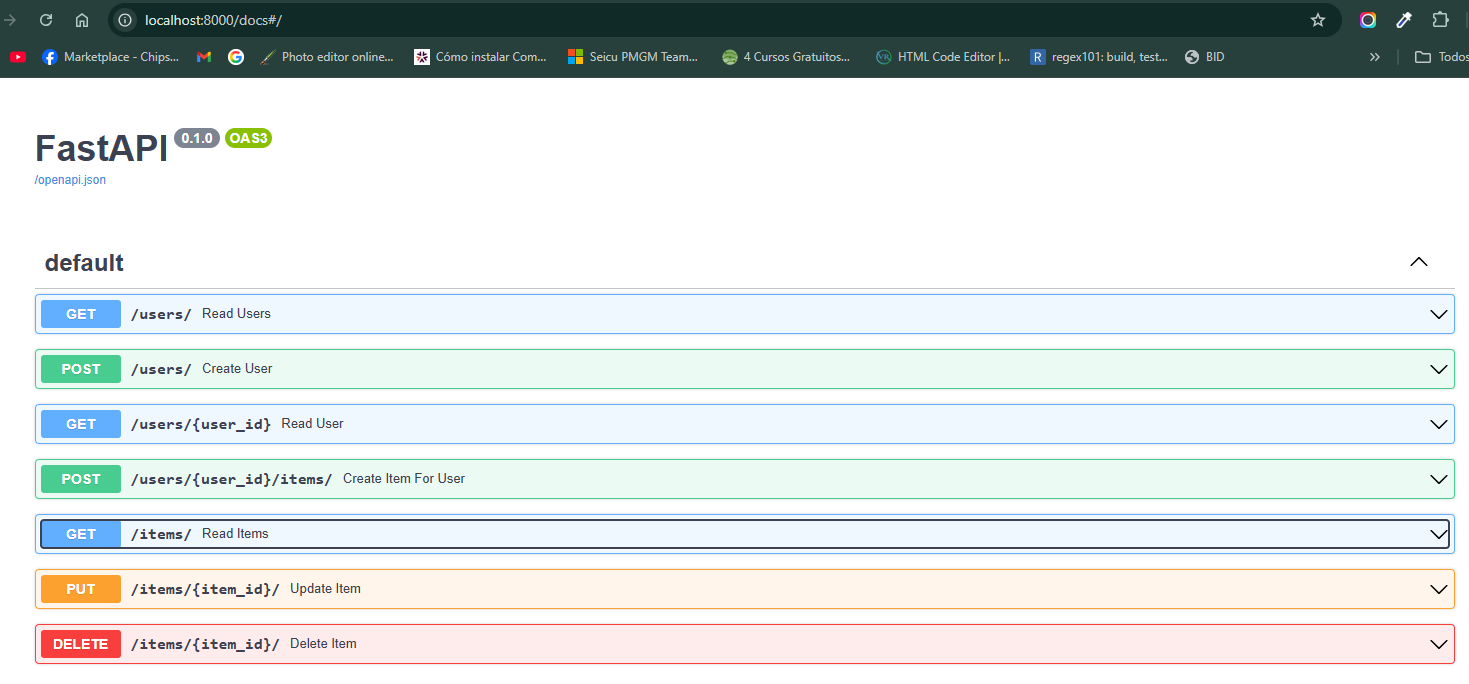 localhost:8000/docs#/
Marketplace - Chips... Photo editor online... Cómo instalar Com... Seicu PMGM Team... 4 Cursos Gratuitos... HTML Code Editor |... R regex101: build, test... BID » Todos
FastAPI 0.1.0 OAS3
/openapi.json
default
GET /users/ Read Users
POST /users/ Create User
GET /users/{user_id} Read User
POST /users/{user_id}/items/ Create Item For User
GET /items/ Read Items
PUT /items/{item_id}/ Update Item
DELETE /items/{item_id}/ Delete Item